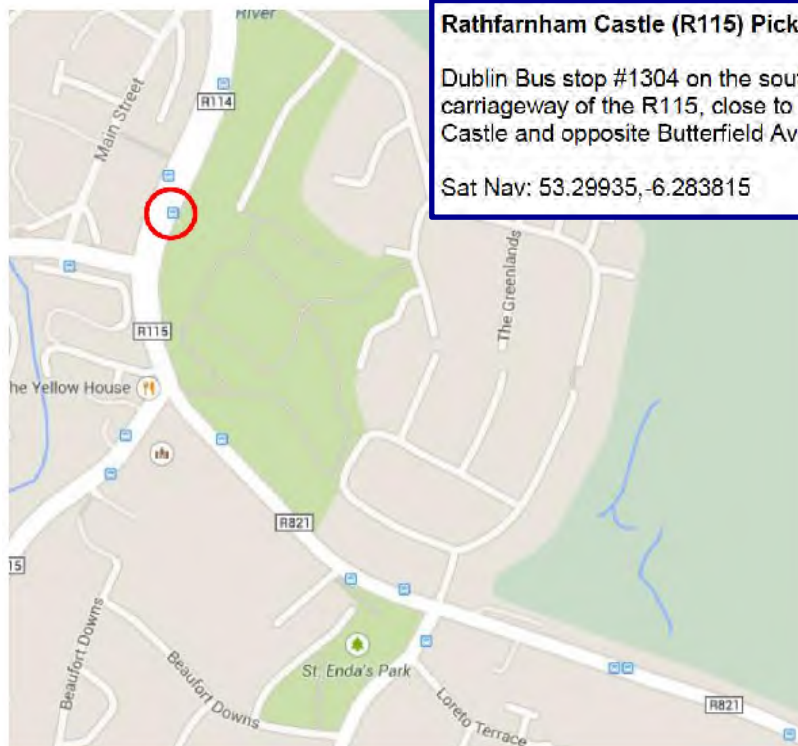 River
Rathfarnham Castle (R115) Pick
Dublin Bus stop #1304 on the sou
carriageway of the R115, close to
Castle and opposite Butterfield Av
Sat Nav: 53.29935,-6.283815
R114
Main Street
The Greenlands
R115
he Yellow House
R821
15
Beaufort Downs
Beaufort Downs
St. Enda's Park
Loreto Terrace
R821